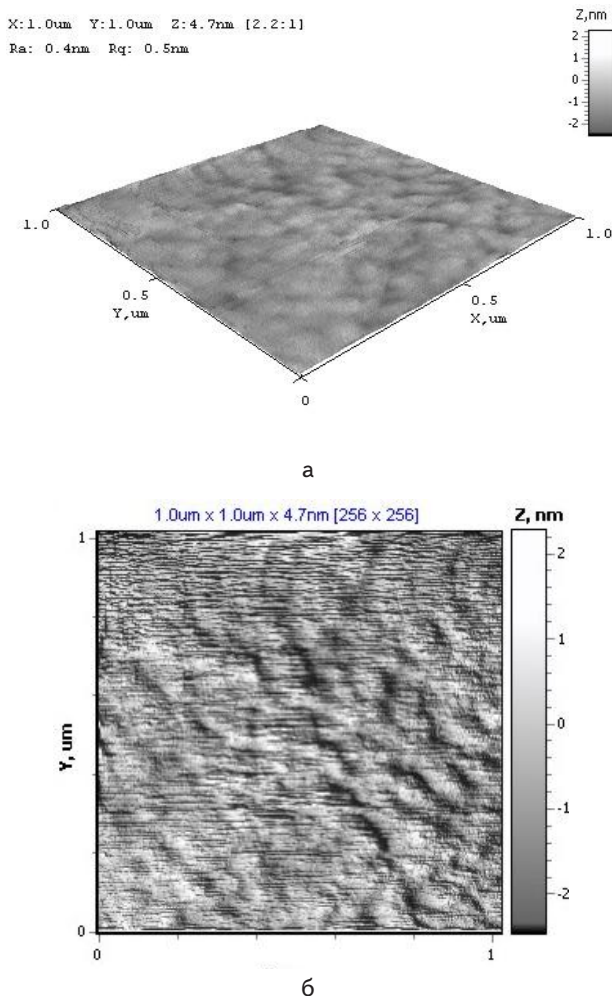 X:1.0um Y:1.0um Z:4.7nm [2.2:1]
Ra: 0.4nm Rq: 0.5nm
Z,nm
2
1
0
-1
-2
1.0
1.0
0.5
Y,um
0.5
X,um
0
а
1.0um x 1.0um x 4.7nm [256 x 256]
Z, nm
1
2
1
0
-1
-2
Y, um
0
0
1
б